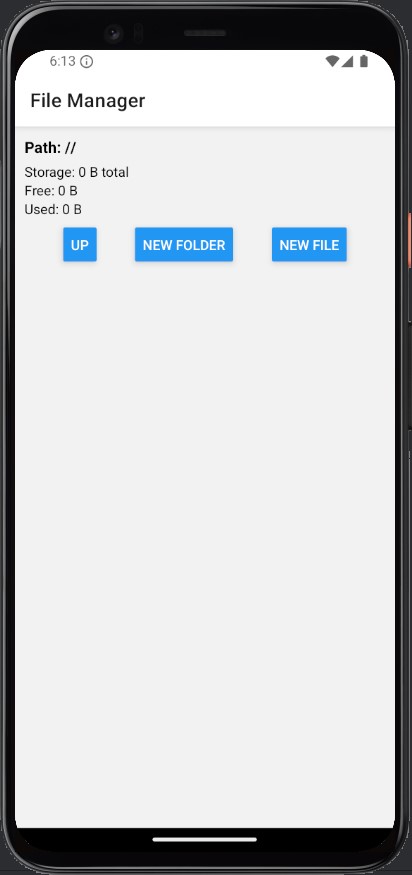 6:13
File Manager
Path: //
Storage: 0 B total
Free: 0 B
Used: 0 B
UP NEW FOLDER NEW FILE